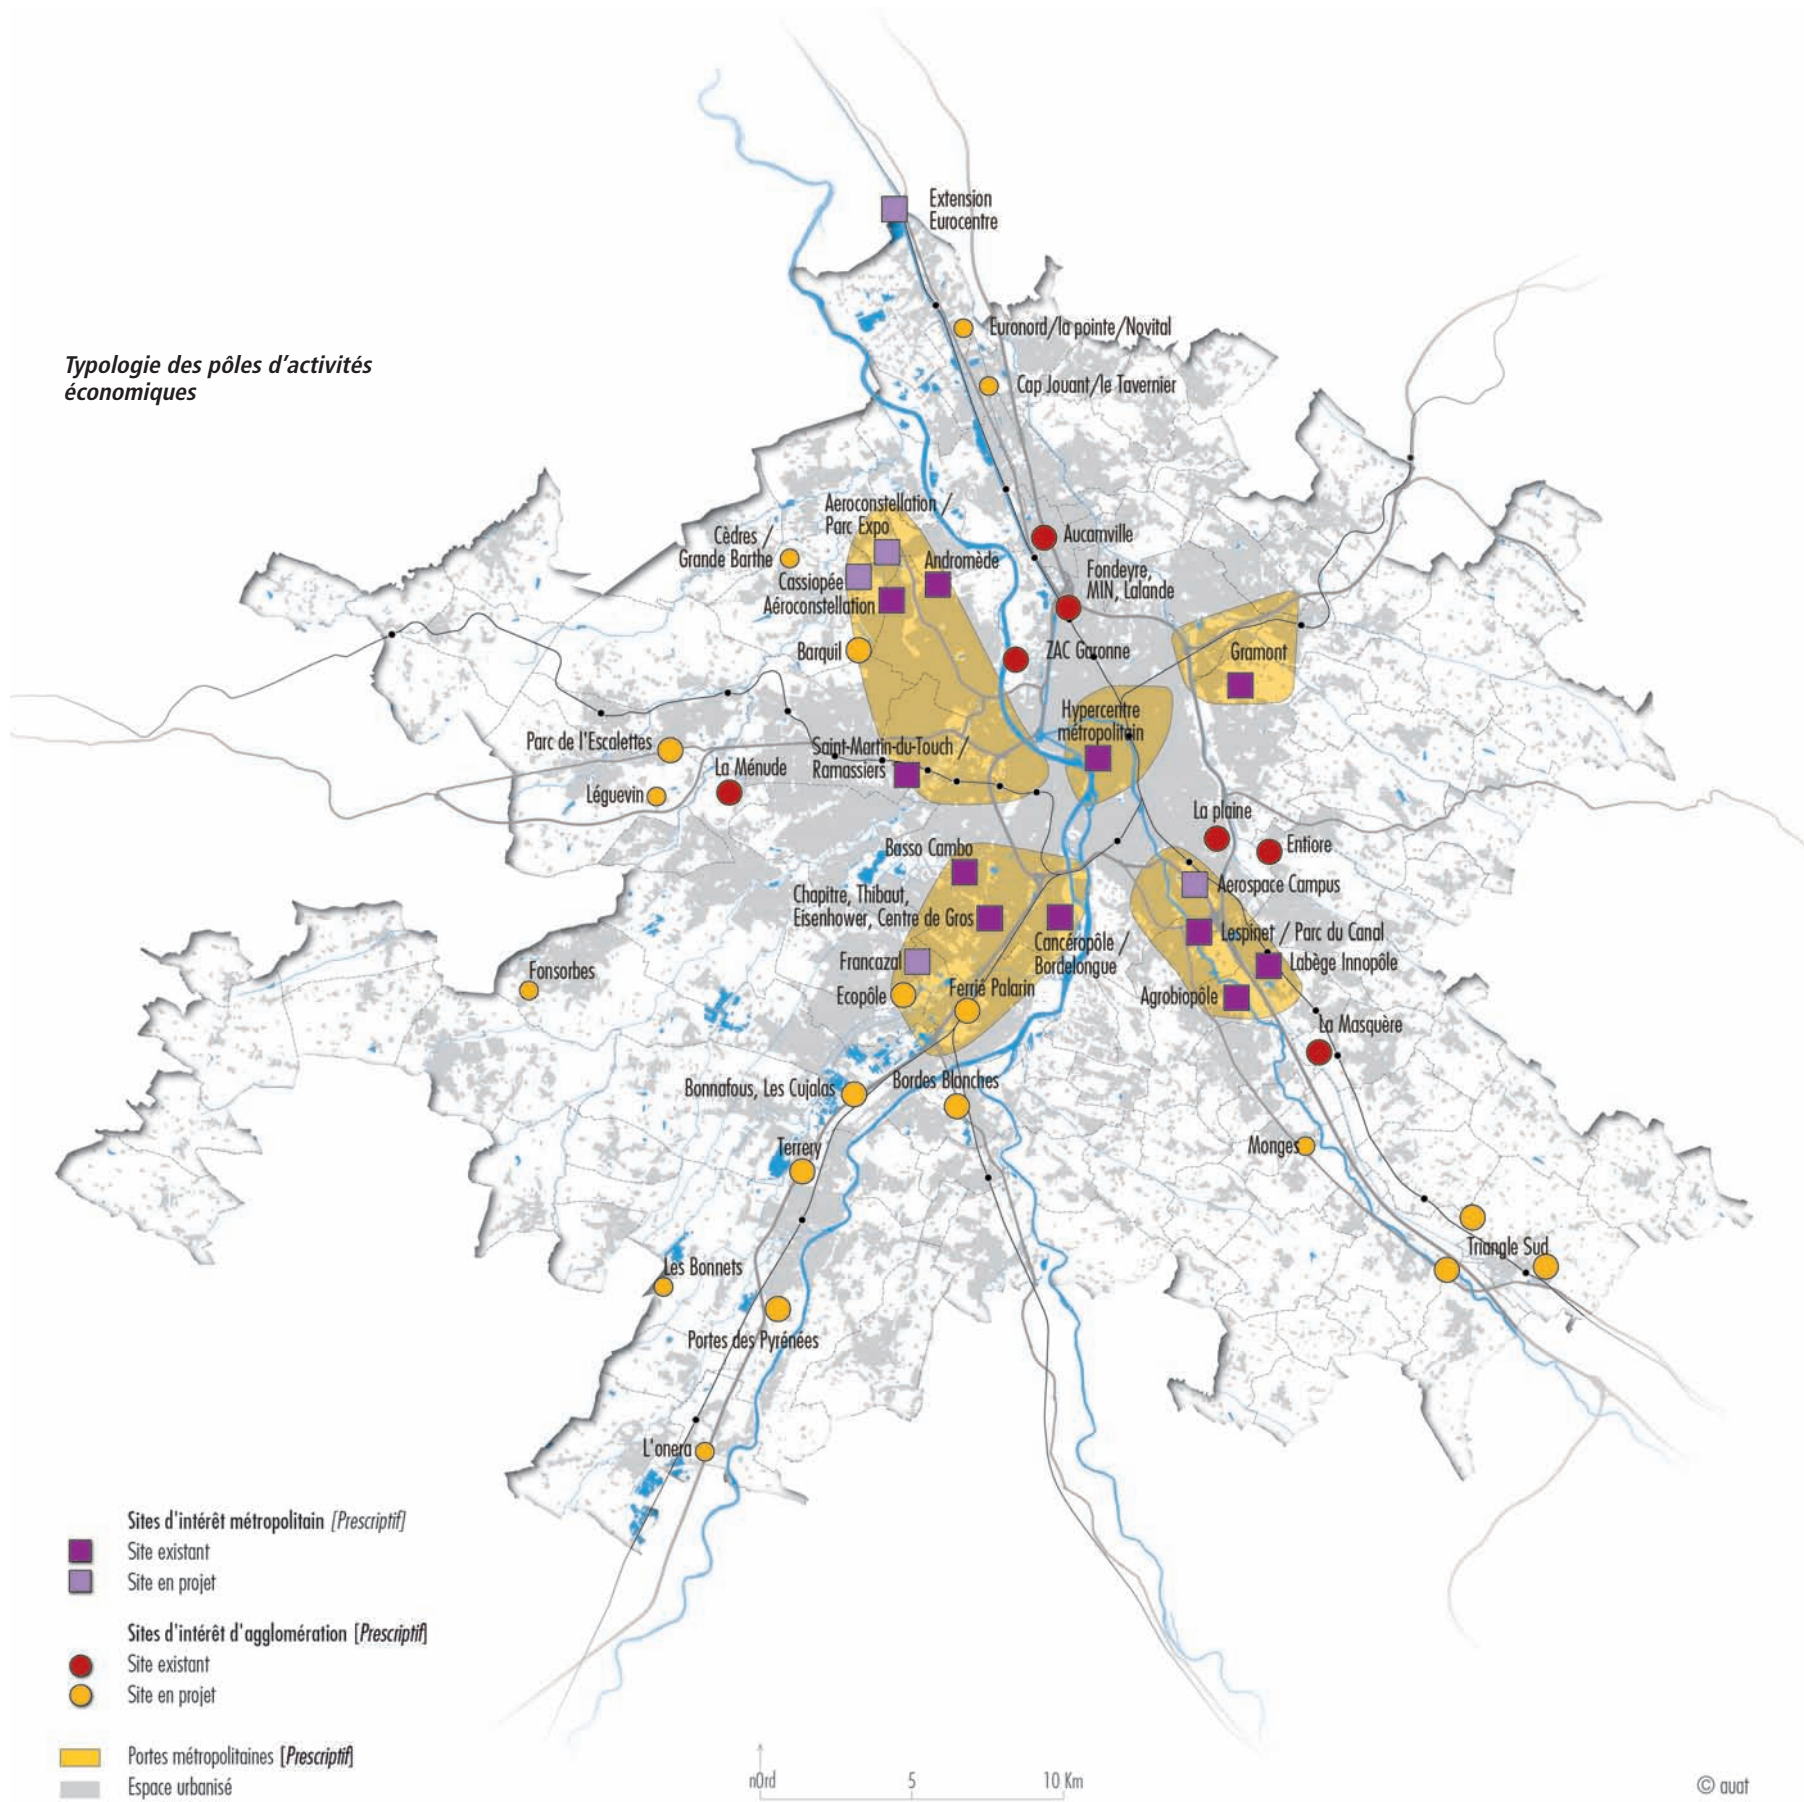 Extension
Eurocentre
Euronord/la pointe/Novital
Typologie des pôles d’activités
économiques
Cap Jouant/le Tavernier
Aeroconstellation /
Parc Expo
Cèdres /
Grande Barthe
Aucamville
Andromède
Cassiopée
Fondeyre,
MIN, Lalande
Aéroconstellation
Barquil
ZAC Garonne
Gramont
Hypercentre
métropolitain
Parc de l'Escalettes
Saint-Martin-du-Touch /
Ramassiers
La Ménude
Léguevin
La plaine
Entiore
Basso Cambo
Aerospace Campus
Chapitre, Thibaut,
Eisenhower, Centre de Gros
Cancéropôle /
Bordelongue
Lespinet / Parc du Canal
Labège Innopôle
Francazal
Fonsorbes
Ecopôle
Ferrié Palarin
Agrobiopôle
La Masquère
Bonnafous, Les Cujalas
Bordes Blanches
Terrery
Monges
Triangle Sud
Les Bonnets
Portes des Pyrénées
L'onera
Sites d'intérêt métropolitain [Prescriptif]
Site existant
Site en projet
Sites d'intérêt d'agglomération [Prescriptif]
Site existant
Site en projet
Portes métropolitaines [Prescriptif]
Espace urbanisé
nOrd
5
10 Km
© auat